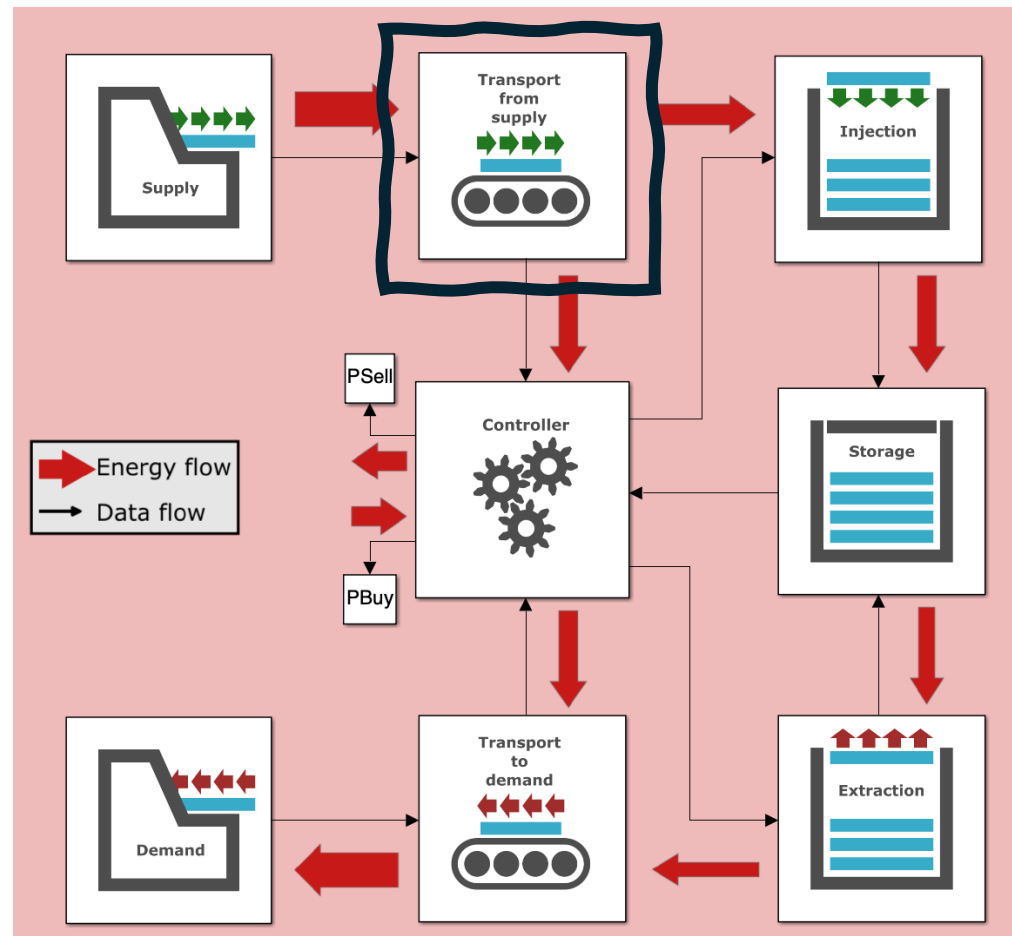 Supply
Transport
from
supply
Injection
PSell
Controller
Storage
Energy flow
Data flow
PBuy
Demand
Transport
to
demand
Extraction